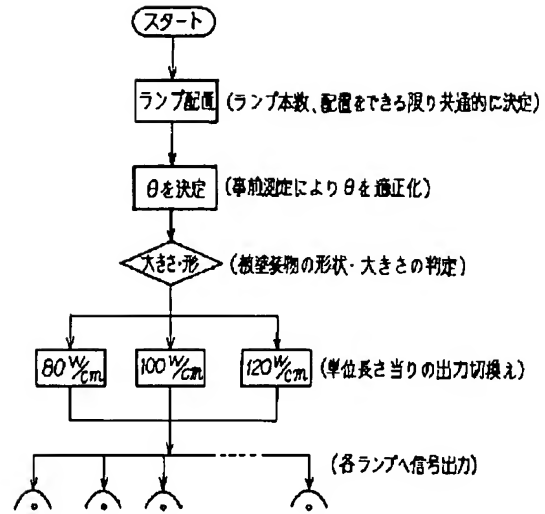 スタート
ランプ配置 (ランプ本数、配置をできる限り共通的に決定)
θを決定 (事前認定によりθを適正化)
大きさ・形 (被塗装物の形状・大きさの判定)
80W/cm 100W/cm 120W/cm (単位長さ当りの出力切換え)
(各ランプへ信号出力)